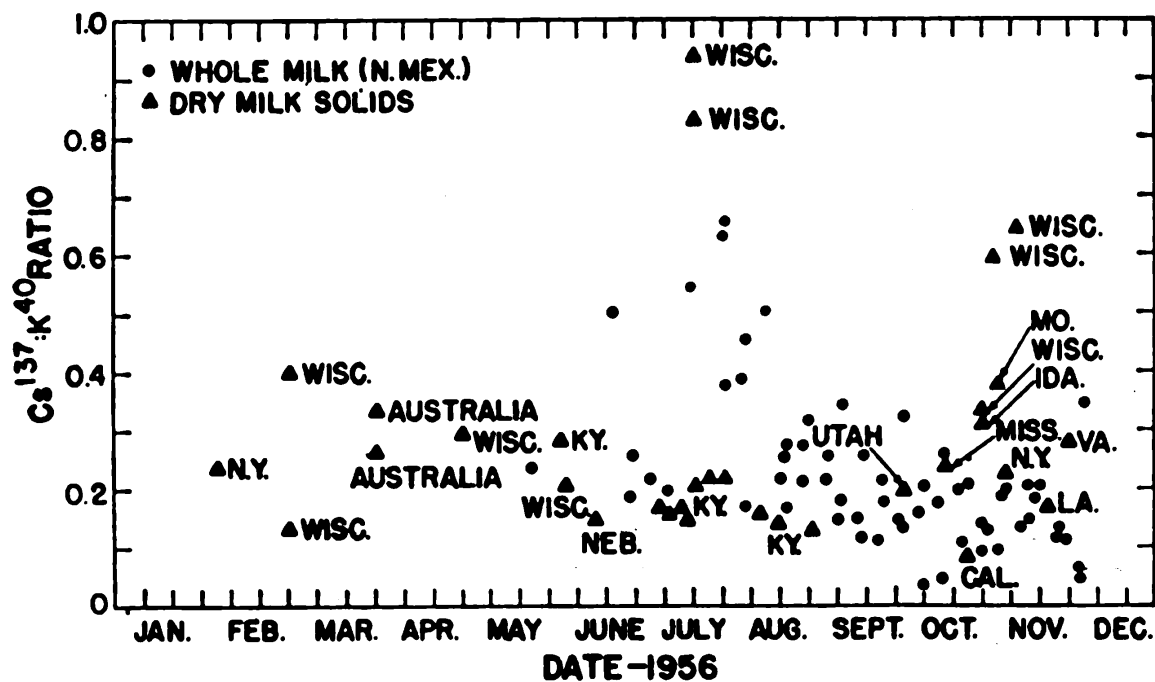 1.0
● WHOLE MILK (N.MEX.)
▲ DRY MILK SOLIDS
WISC.
WISC.
0.8
Cs¹³⁷:K⁴⁰ RATIO
WISC.
0.6
WISC.
MO.
WISC.
0.4
WISC.
IDA.
AUSTRALIA
MISS.
UTAH
WISC.
KY.
VA.
N.Y.
N.Y.
AUSTRALIA
0.2
WISC.
KY.
LA.
WISC.
NEB.
KY.
CAL.
0
JAN. FEB. MAR. APR. MAY JUNE JULY AUG. SEPT. OCT. NOV. DEC.
DATE-1956